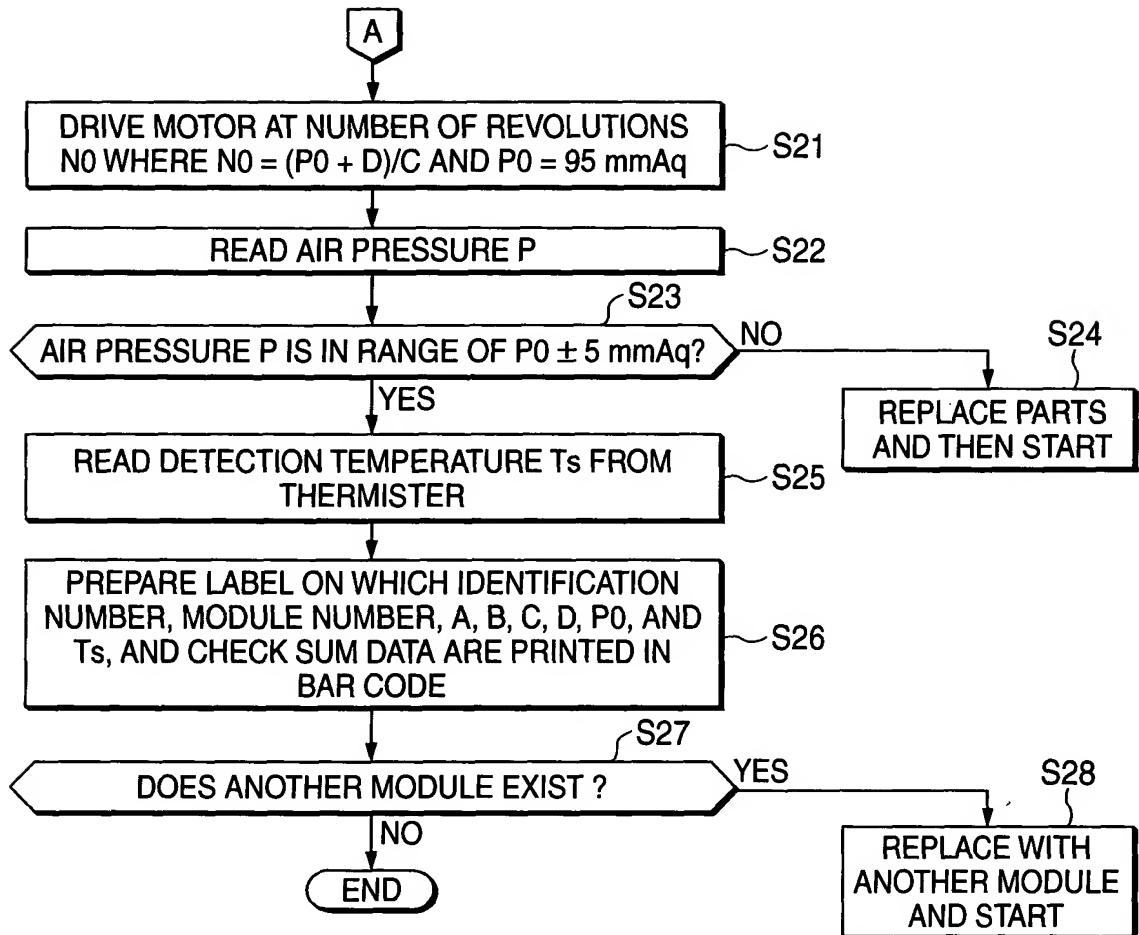 A
DRIVE MOTOR AT NUMBER OF REVOLUTIONS
N0 WHERE N0 = (P0 + D)/C AND P0 = 95 mmAq
S21
READ AIR PRESSURE P
S22
S23
AIR PRESSURE P IS IN RANGE OF P0 ± 5 mmAq?
NO
YES
S24
REPLACE PARTS
AND THEN START
READ DETECTION TEMPERATURE Ts FROM
THERMISTER
S25
PREPARE LABEL ON WHICH IDENTIFICATION
NUMBER, MODULE NUMBER, A, B, C, D, P0, AND
Ts, AND CHECK SUM DATA ARE PRINTED IN
BAR CODE
S26
S27
DOES ANOTHER MODULE EXIST ?
YES
NO
S28
REPLACE WITH
ANOTHER MODULE
AND START
END